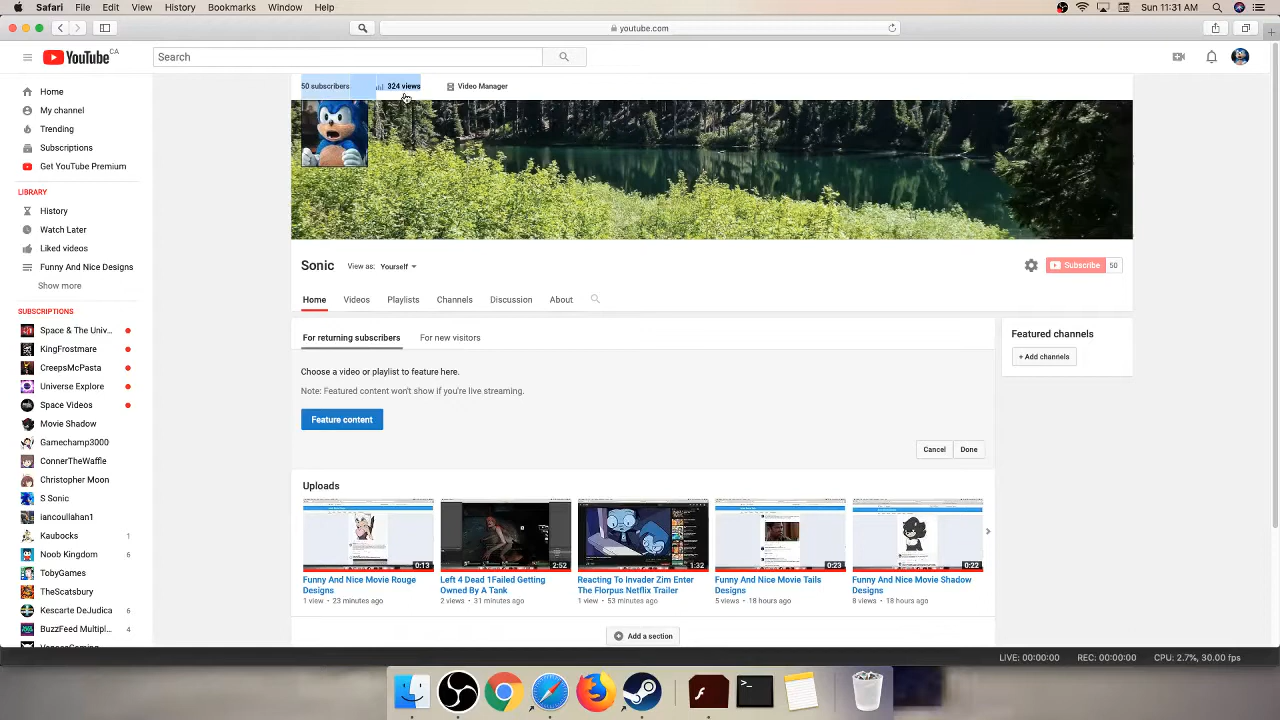 Safari File Edit View History Bookmarks Window Help Sun 11:31 AM
youtube.com
YouTube CA Search
50 subscribers 324 views Video Manager
Home
My channel
Trending
Subscriptions
Get YouTube Premium
LIBRARY
History
Watch Later
Liked videos
Funny And Nice Designs
Show more
SUBSCRIPTIONS
Space & The Univ...
KingFrostmare
CreepsMcPasta
Universe Explore
Space Videos
Movie Shadow
Gamechamp3000
ConnerTheWaffle
Christopher Moon
S Sonic
iancoullahan1
Kaubocks 1
Noob Kingdom 2
TobyGames
TheScatsbury
Kescarte DeJudica 6
BuzzFeed Multipl... 4
Sonic View as: Yourself Subscribe 50
Home Videos Playlists Channels Discussion About
For returning subscribers For new visitors
Choose a video or playlist to feature here.
Note: Featured content won't show if you're live streaming.
Feature content
Cancel Done
Featured channels
+ Add channels
Uploads
0:13 2:52 1:32 0:23 0:22
Funny And Nice Movie Rouge Designs
1 view • 23 minutes ago
Left 4 Dead 1Failed Getting Owned By A Tank
2 views • 31 minutes ago
Reacting To Invader Zim Enter The Florpus Netflix Trailer
1 view • 53 minutes ago
Funny And Nice Movie Tails Designs
5 views • 18 hours ago
Funny And Nice Movie Shadow Designs
8 views • 18 hours ago
Add a section
LIVE: 00:00:00 REC: 00:00:00 CPU: 2.7%, 30.00 fps